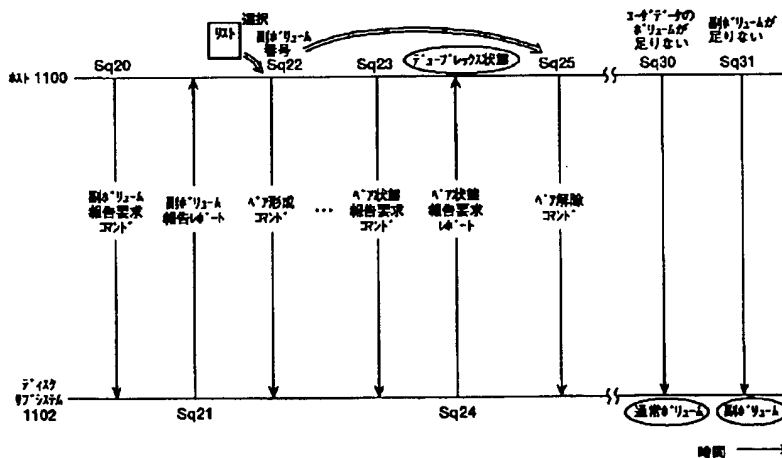 選択
リスト
副ボリューム
番号
デュープレックス状態
ユーザデータの
ボリュームが
足りない
副ボリュームが
足りない
ホスト 1100
Sq20
Sq22
Sq23
Sq25
Sq30
Sq31
副ボリューム
報告要求
コマンド
副ボリューム
報告レポート
ペア形成
コマンド
…
ペア状態
報告要求
コマンド
ペア状態
報告要求
レポート
ペア解除
コマンド
ディスク
サブシステム
1102
Sq21
Sq24
通常ボリューム
副ボリューム
時間